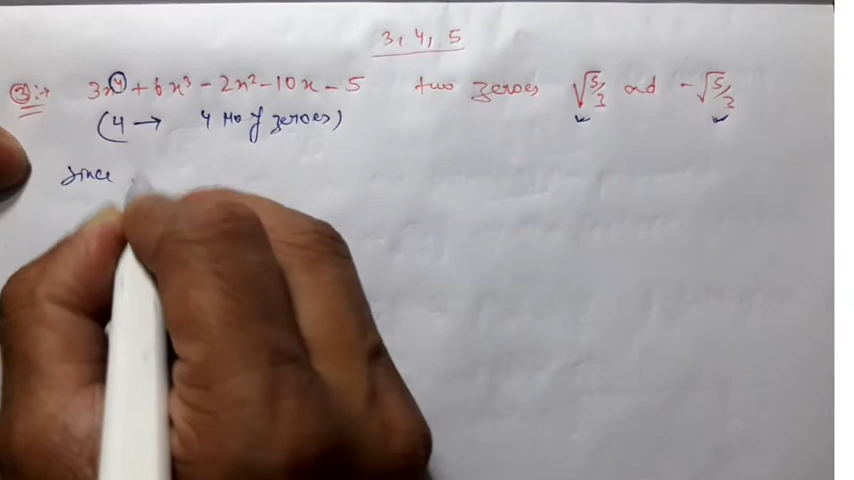 3, 4, 5
③:→ 3x⁴ + 6x³ - 2x² - 10x - 5 two zeroes √5/3 and -√5/3
(4 → 4 No of zeroes)
Since